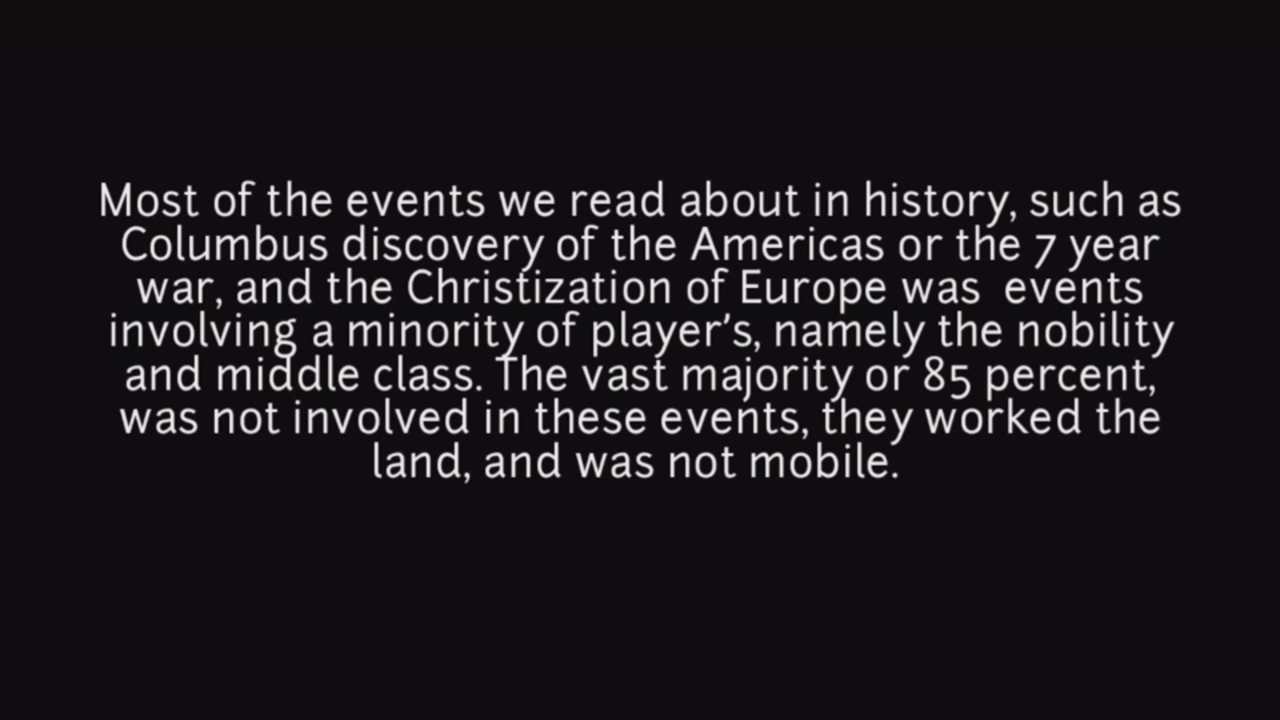 Most of the events we read about in history, such as
Columbus discovery of the Americas or the 7 year
war, and the Christization of Europe was  events
involving a minority of player's, namely the nobility
and middle class. The vast majority or 85 percent,
was not involved in these events, they worked the
land, and was not mobile.